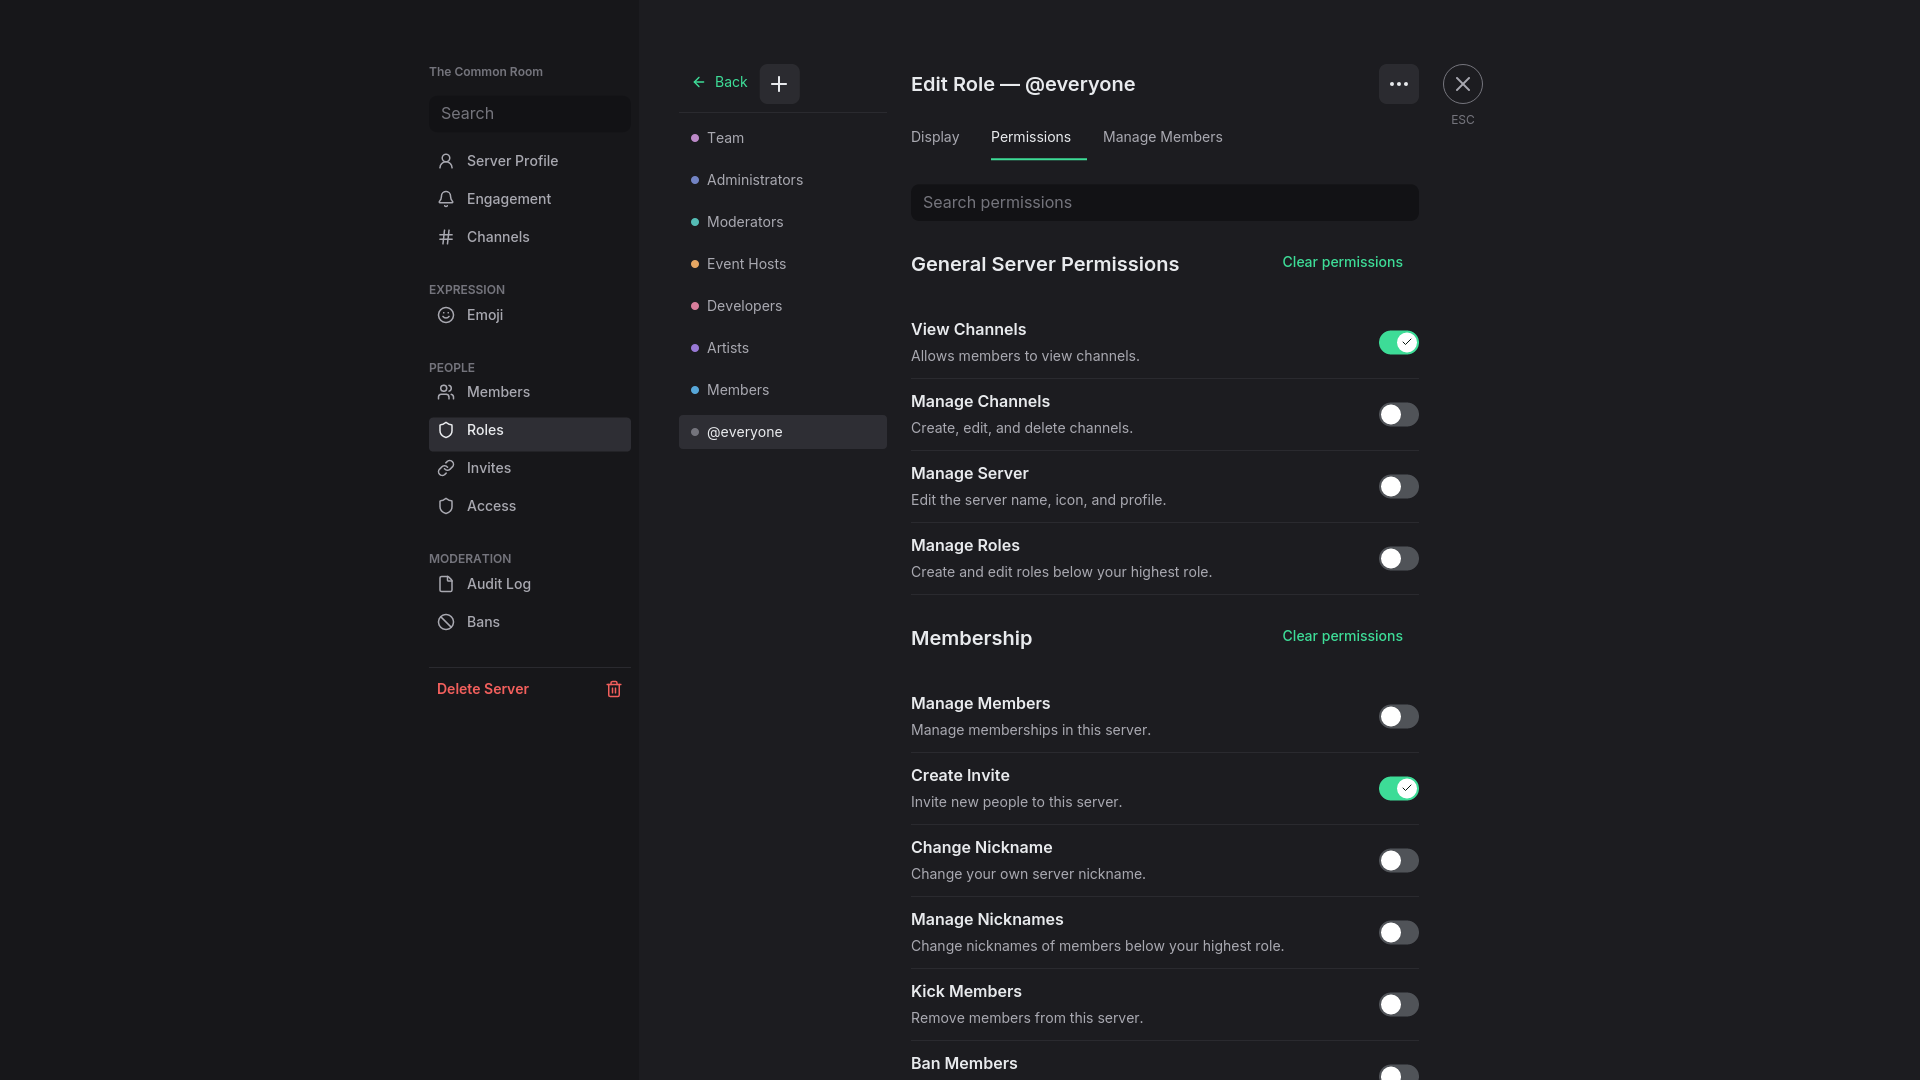 The Common Room
Search
Server Profile
Engagement
Channels
EXPRESSION
Emoji
PEOPLE
Members
Roles
Invites
Access
MODERATION
Audit Log
Bans
Delete Server
Back
Team
Administrators
Moderators
Event Hosts
Developers
Artists
Members
@everyone
Edit Role — @everyone
ESC
Display
Permissions
Manage Members
Search permissions
General Server Permissions
Clear permissions
View Channels
Allows members to view channels.
Manage Channels
Create, edit, and delete channels.
Manage Server
Edit the server name, icon, and profile.
Manage Roles
Create and edit roles below your highest role.
Membership
Clear permissions
Manage Members
Manage memberships in this server.
Create Invite
Invite new people to this server.
Change Nickname
Change your own server nickname.
Manage Nicknames
Change nicknames of members below your highest role.
Kick Members
Remove members from this server.
Ban Members